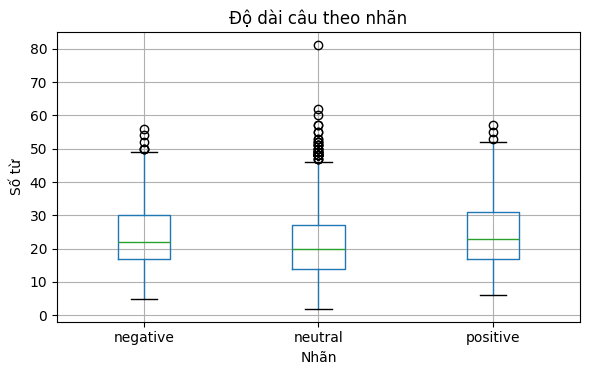 Độ dài câu theo nhãn
Số từ
80
70
60
50
40
30
20
10
0
negative neutral positive
Nhãn